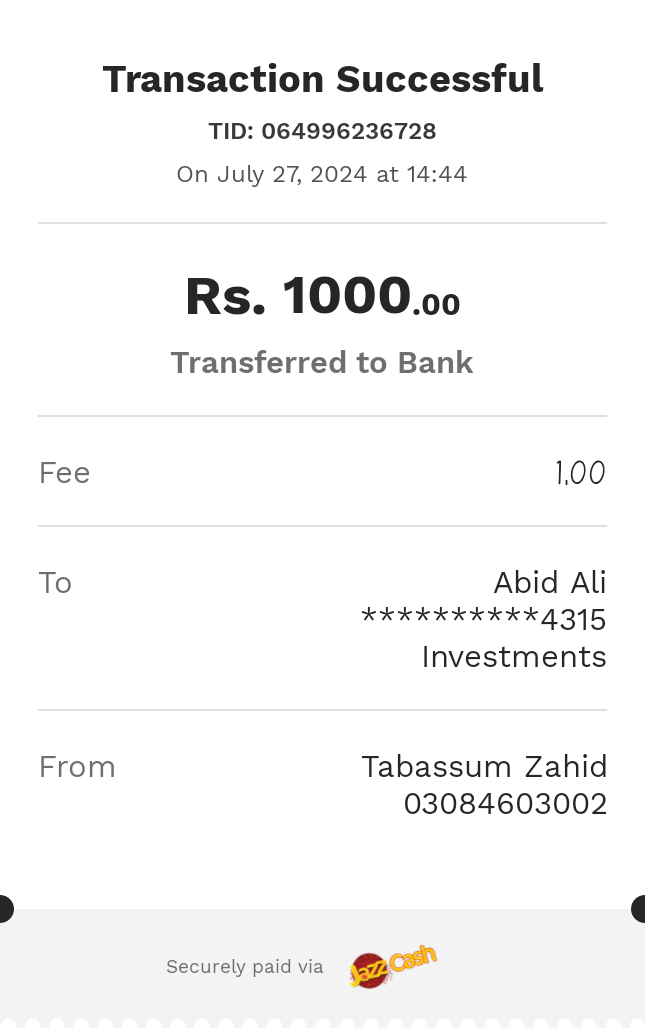 Transaction Successful
TID: 064996236728
On July 27, 2024 at 14:44
Rs. 1000.00
Transferred to Bank
Fee 1.00
To Abid Ali
**********4315
Investments
From Tabassum Zahid
03084603002
Securely paid via JazzCash